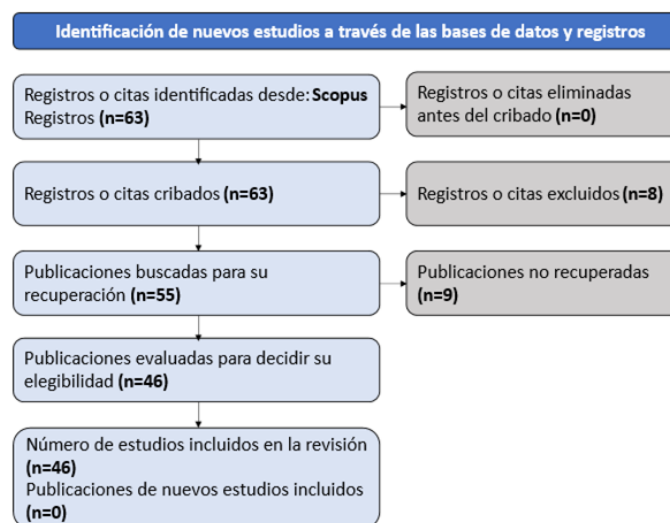 Identificación de nuevos estudios a través de las bases de datos y registros
Registros o citas identificadas desde: Scopus
Registros (n=63)
Registros o citas eliminadas
antes del cribado (n=0)
Registros o citas cribados (n=63)
Registros o citas excluidos (n=8)
Publicaciones buscadas para su
recuperación (n=55)
Publicaciones no recuperadas
(n=9)
Publicaciones evaluadas para decidir su
elegibilidad (n=46)
Número de estudios incluidos en la revisión
(n=46)
Publicaciones de nuevos estudios incluidos
(n=0)